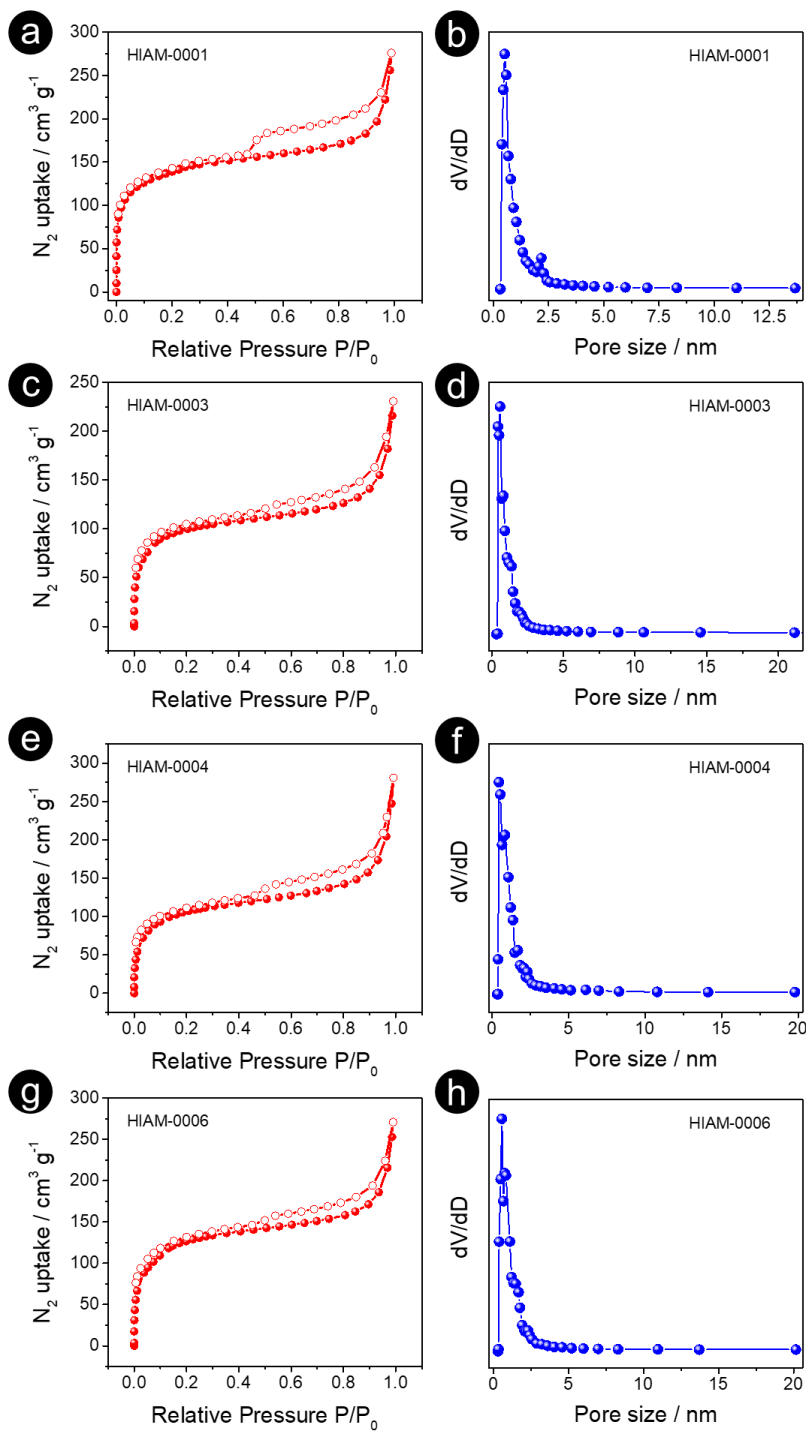 a
HIAM-0001
300
250
200
150
100
50
0
N₂ uptake / cm³ g⁻¹
0.0 0.2 0.4 0.6 0.8 1.0
Relative Pressure P/P₀
b
HIAM-0001
dV/dD
0.0 2.5 5.0 7.5 10.0 12.5
Pore size / nm
c
HIAM-0003
250
200
150
100
50
0
N₂ uptake / cm³ g⁻¹
0.0 0.2 0.4 0.6 0.8 1.0
Relative Pressure P/P₀
d
HIAM-0003
dV/dD
0 5 10 15 20
Pore size / nm
e
HIAM-0004
300
250
200
150
100
50
0
N₂ uptake / cm³ g⁻¹
0.0 0.2 0.4 0.6 0.8 1.0
Relative Pressure P/P₀
f
HIAM-0004
dV/dD
0 5 10 15 20
Pore size / nm
g
HIAM-0006
300
250
200
150
100
50
0
N₂ uptake / cm³ g⁻¹
0.0 0.2 0.4 0.6 0.8 1.0
Relative Pressure P/P₀
h
HIAM-0006
dV/dD
0 5 10 15 20
Pore size / nm